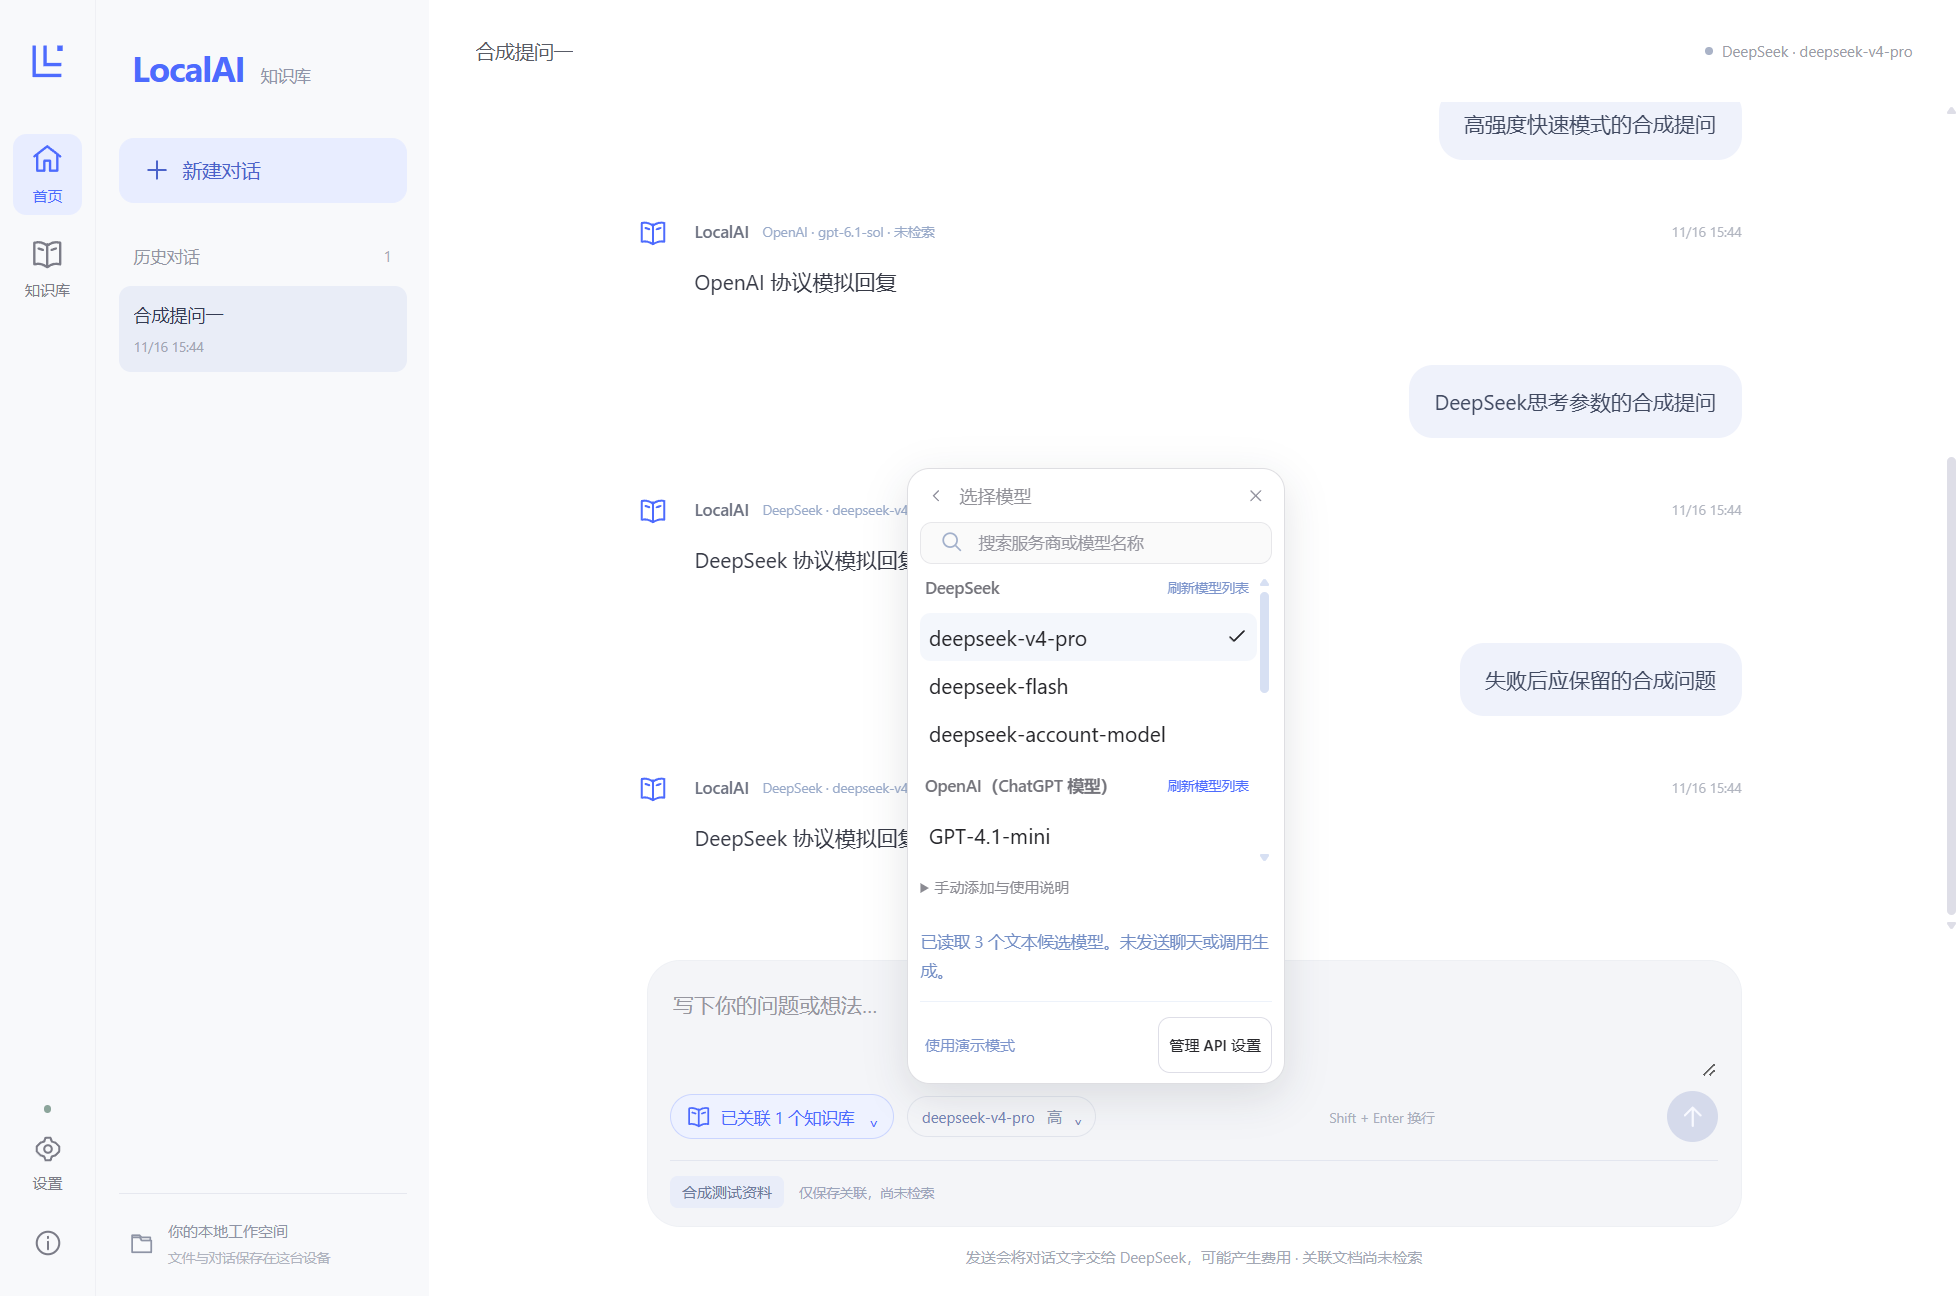 首页
知识库
设置
LocalAI 知识库
新建对话
历史对话 1
合成提问一
11/16 15:44
你的本地工作空间
文件与对话保存在这台设备
合成提问一
DeepSeek · deepseek-v4-pro
高强度快速模式的合成提问
LocalAI OpenAI · gpt-6.1-sol · 未检索 11/16 15:44
OpenAI 协议模拟回复
DeepSeek思考参数的合成提问
LocalAI DeepSeek · deepseek-v4 11/16 15:44
DeepSeek 协议模拟回复
失败后应保留的合成问题
LocalAI DeepSeek · deepseek-v4 11/16 15:44
DeepSeek 协议模拟回复
选择模型
搜索服务商或模型名称
DeepSeek 刷新模型列表
deepseek-v4-pro
deepseek-flash
deepseek-account-model
OpenAI（ChatGPT 模型） 刷新模型列表
GPT-4.1-mini
手动添加与使用说明
已读取 3 个文本候选模型。未发送聊天或调用生
成。
使用演示模式 管理 API 设置
写下你的问题或想法...
已关联 1 个知识库 deepseek-v4-pro 高 Shift + Enter 换行
合成测试资料 仅保存关联，尚未检索
发送会将对话文字交给 DeepSeek，可能产生费用 · 关联文档尚未检索